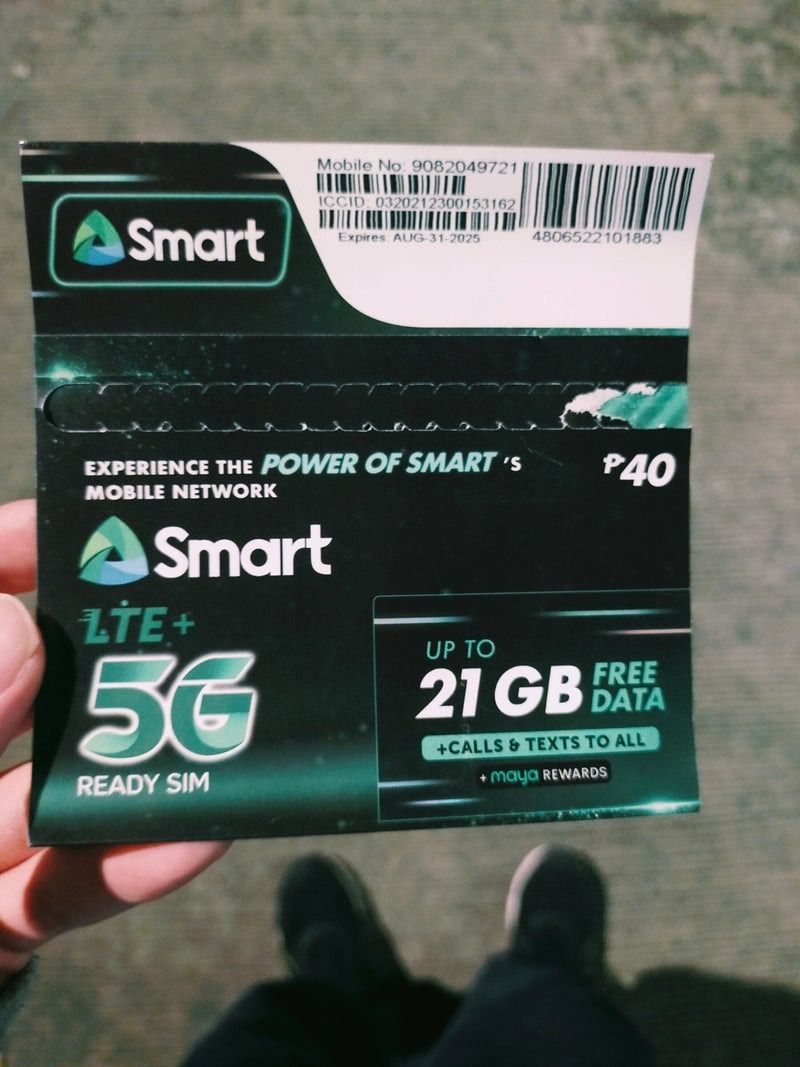 Mobile No: 9082049721
ICCID: 0320212300153162
Expires: AUG-31-2025
4806522101883
Smart
EXPERIENCE THE POWER OF SMART 'S
MOBILE NETWORK
₱40
Smart
LTE+
5G
READY SIM
UP TO
21 GB FREE DATA
+CALLS & TEXTS TO ALL
+ maya REWARDS